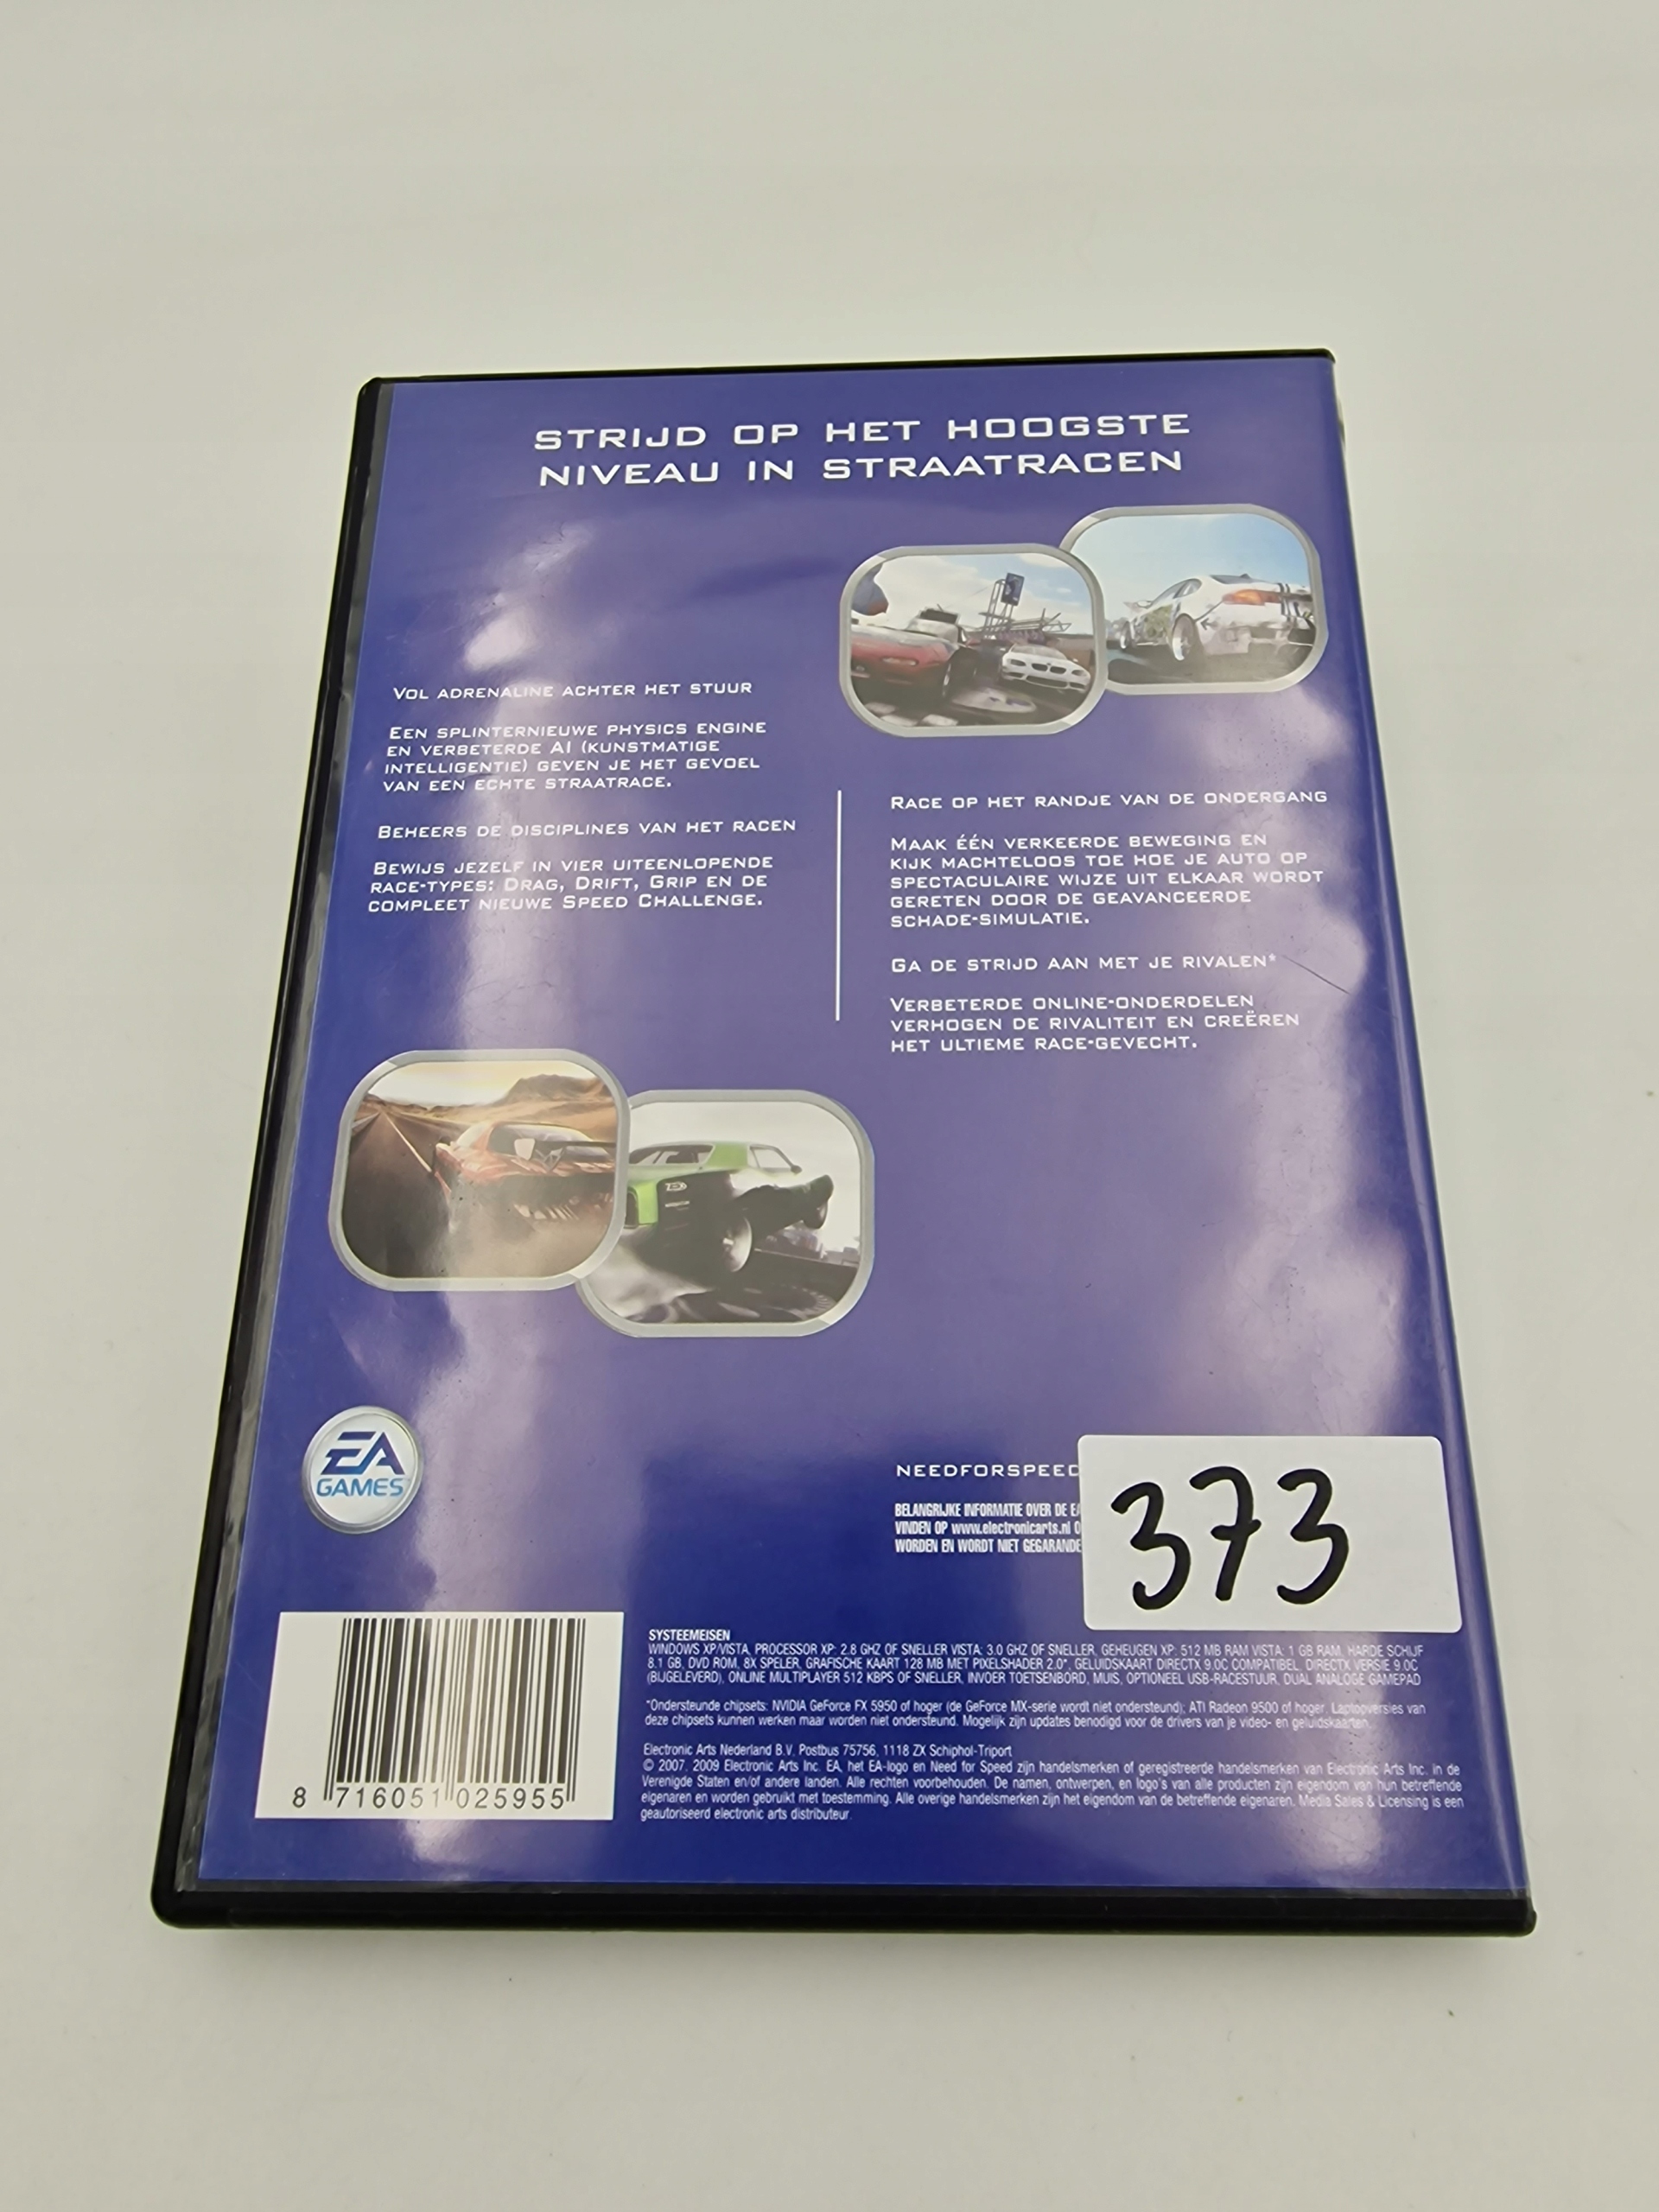 STRIJD OP HET HOOGSTE
NIVEAU IN STRAATRACEN
VOL ADRENALINE ACHTER HET STUUR
EEN SPLINTERNIEUWE PHYSICS ENGINE
EN VERBETERDE AI (KUNSTMATIGE
INTELLIGENTIE) GEVEN JE HET GEVOEL
VAN EEN ECHTE STRAATRACE.
BEHEERS DE DISCIPLINES VAN HET RACEN
BEWIJS JEZELF IN VIER UITEENLOPENDE
RACE-TYPES: DRAG, DRIFT, GRIP EN DE
COMPLEET NIEUWE SPEED CHALLENGE.
RACE OP HET RANDJE VAN DE ONDERGANG
MAAK ÉÉN VERKEERDE BEWEGING EN
KIJK MACHTELOOS TOE HOE JE AUTO OP
SPECTACULAIRE WIJZE UIT ELKAAR WORDT
GERETEN DOOR DE GEAVANCEERDE
SCHADE-SIMULATIE.
GA DE STRIJD AAN MET JE RIVALEN*
VERBETERDE ONLINE-ONDERDELEN
VERHOGEN DE RIVALITEIT EN CREËREN
HET ULTIEME RACE-GEVECHT.
EA
GAMES
NEEDFORSPEED
BELANGRIJKE INFORMATIE OVER DE EA
VINDEN OP www.electronicarts.nl O
WORDEN EN WORDT NIET GEGARANDE
373
8 716051 025955
SYSTEEMEISEN
WINDOWS XP/VISTA, PROCESSOR XP: 2.8 GHZ OF SNELLER VISTA: 3.0 GHZ OF SNELLER, GEHEUGEN XP: 512 MB RAM VISTA: 1 GB RAM, HARDE SCHIJF
8.1 GB, DVD ROM, 8X SPELER, GRAFISCHE KAART 128 MB MET PIXELSHADER 2.0*, GELUIDSKAART DIRECTX 9.0C COMPATIBEL, DIRECTX VERSIE 9.0C
(BIJGELEVERD), ONLINE MULTIPLAYER 512 KBPS OF SNELLER, INVOER TOETSENBORD, MUIS, OPTIONEEL USB-RACESTUUR, DUAL ANALOGE GAMEPAD
*Ondersteunde chipsets: NVIDIA GeForce FX 5950 of hoger (de GeForce MX-serie wordt niet ondersteund); ATI Radeon 9500 of hoger. Laptopversies van
deze chipsets kunnen werken maar worden niet ondersteund. Mogelijk zijn updates benodigd voor de drivers van je video- en geluidskaarten.
Electronic Arts Nederland B.V. Postbus 75756, 1118 ZX Schiphol-Triport
© 2007, 2009 Electronic Arts Inc. EA, het EA-logo en Need for Speed zijn handelsmerken of geregistreerde handelsmerken van Electronic Arts Inc. in de
Verenigde Staten en/of andere landen. Alle rechten voorbehouden. De namen, ontwerpen, en logo's van alle producten zijn eigendom van hun betreffende
eigenaren en worden gebruikt met toestemming. Alle overige handelsmerken zijn het eigendom van de betreffende eigenaren. Media Sales & Licensing is een
geautoriseerd electronic arts distributeur.